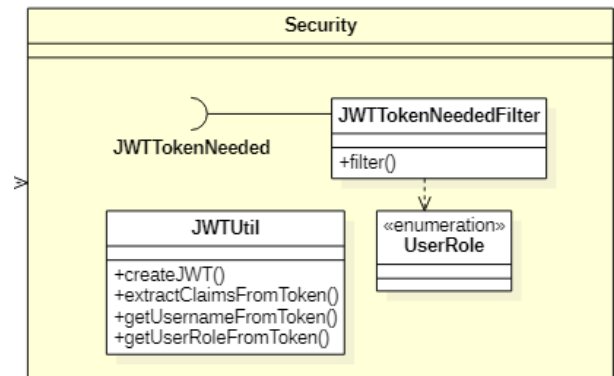 Security
JWTTokenNeededFilter
JWTTokenNeeded
+filter()
JWTUtil
«enumeration»
UserRole
+createJWT()
+extractClaimsFromToken()
+getUsernameFromToken()
+getUserRoleFromToken()